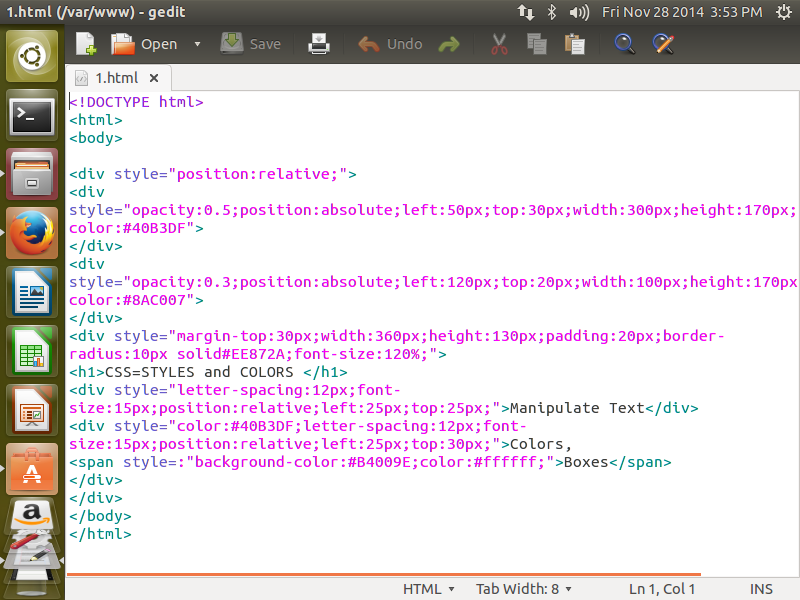 1.html (/var/www) - gedit
Fri Nov 28 2014 3:53 PM
Open Save Undo
1.html
<!DOCTYPE html>
<html>
<body>
<div style="position:relative;">
<div
style="opacity:0.5;position:absolute;left:50px;top:30px;width:300px;height:170px;
color:#40B3DF">
</div>
<div
style="opacity:0.3;position:absolute;left:120px;top:20px;width:100px;height:170px
color:#8AC007">
</div>
<div style="margin-top:30px;width:360px;height:130px;padding:20px;border-
radius:10px solid#EE872A;font-size:120%;">
<h1>CSS=STYLES and COLORS </h1>
<div style="letter-spacing:12px;font-
size:15px;position:relative;left:25px;top:25px;">Manipulate Text</div>
<div style="color:#40B3DF;letter-spacing:12px;font-
size:15px;position:relative;left:25px;top:30px;">Colors,
<span style=:"background-color:#B4009E;color:#ffffff;">Boxes</span>
</div>
</div>
</body>
</html>
HTML Tab Width: 8 Ln 1, Col 1 INS